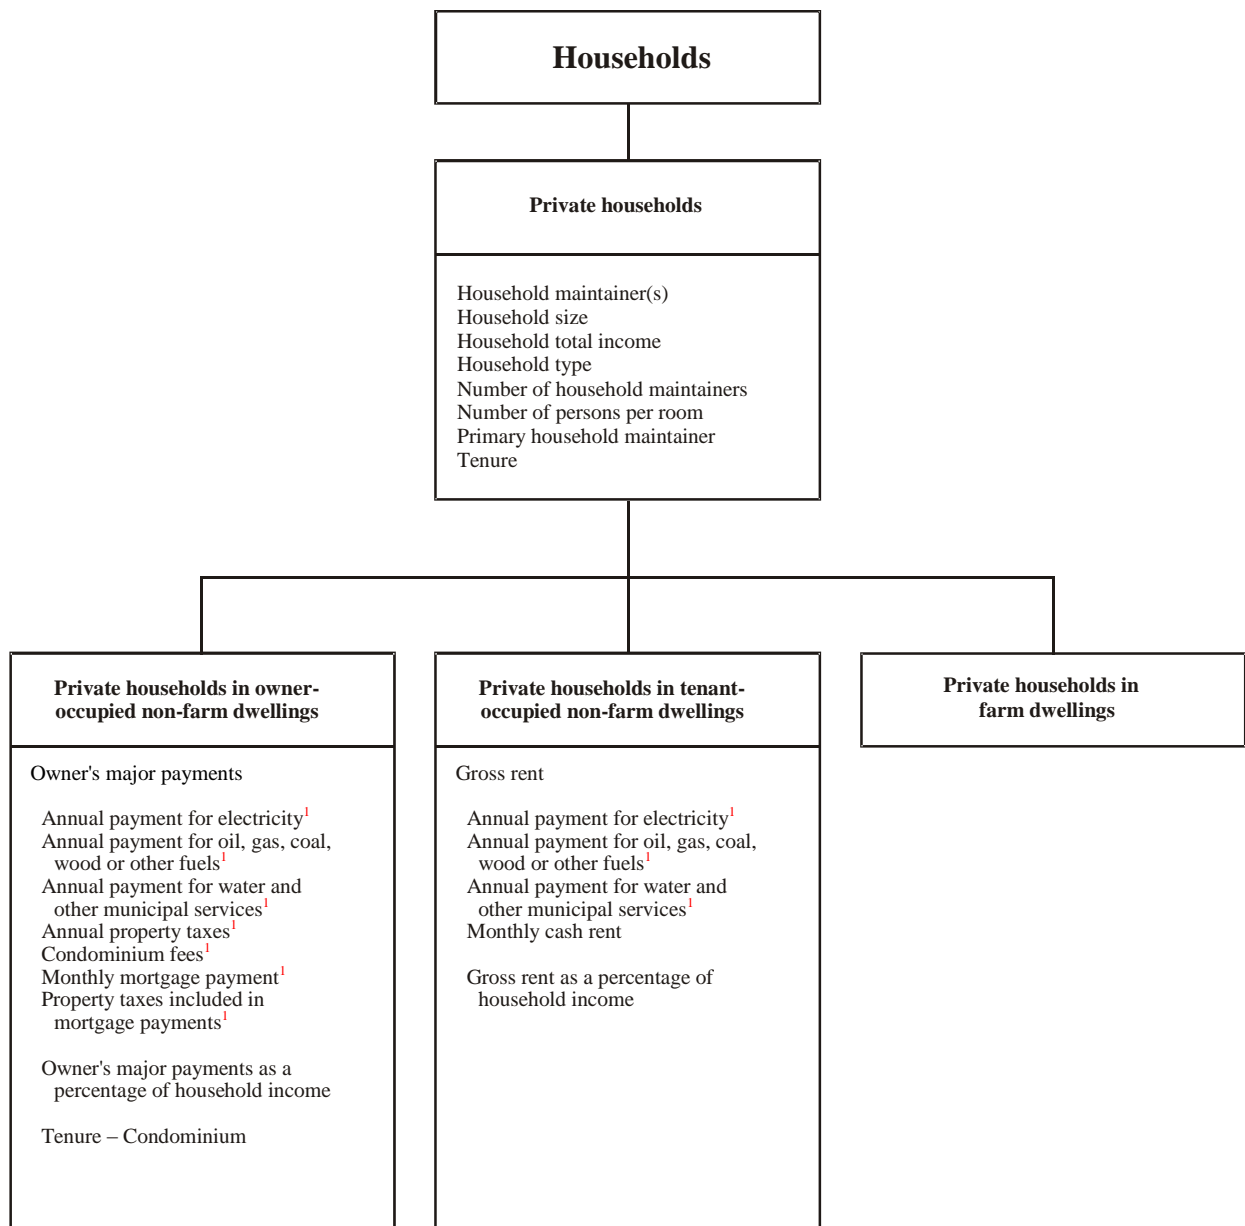 Households
Private households
Household maintainer(s)
Household size
Household total income
Household type
Number of household maintainers
Number of persons per room
Primary household maintainer
Tenure
Private households in owner-
occupied non-farm dwellings
Owner's major payments
Annual payment for electricity1
Annual payment for oil, gas, coal,
wood or other fuels1
Annual payment for water and
other municipal services1
Annual property taxes1
Condominium fees1
Monthly mortgage payment1
Property taxes included in
mortgage payments1
Owner's major payments as a
percentage of household income
Tenure – Condominium
Private households in tenant-
occupied non-farm dwellings
Gross rent
Annual payment for electricity1
Annual payment for oil, gas, coal,
wood or other fuels1
Annual payment for water and
other municipal services1
Monthly cash rent
Gross rent as a percentage of
household income
Private households in
farm dwellings